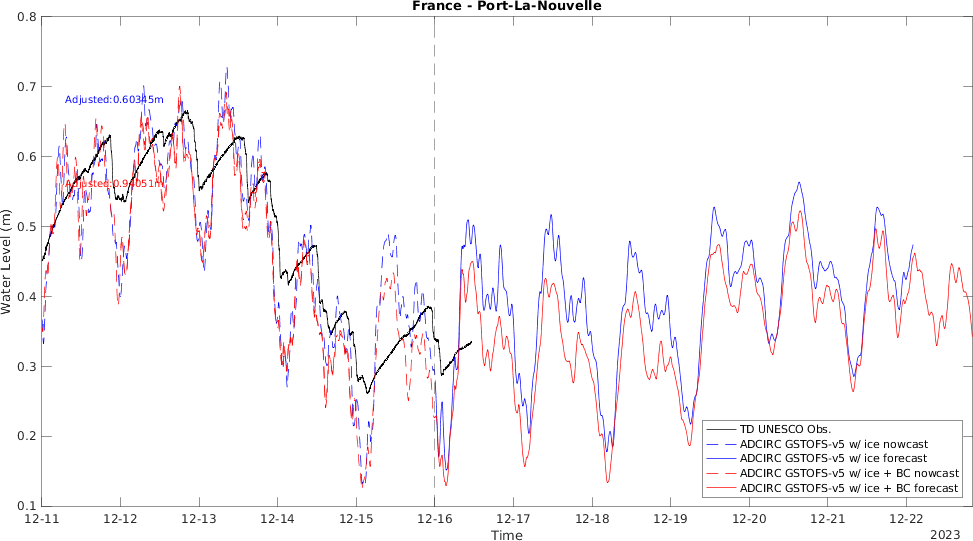 France - Port-La-Nouvelle
0.8
0.7
0.6
0.5
0.4
0.3
0.2
0.1
Water Level (m)
Adjusted:0.60345m
Adjusted:0.94051m
TD UNESCO Obs.
ADCIRC GSTOFS-v5 w/ ice nowcast
ADCIRC GSTOFS-v5 w/ ice forecast
ADCIRC GSTOFS-v5 w/ ice + BC nowcast
ADCIRC GSTOFS-v5 w/ ice + BC forecast
12-11 12-12 12-13 12-14 12-15 12-16 12-17 12-18 12-19 12-20 12-21 12-22
Time
2023